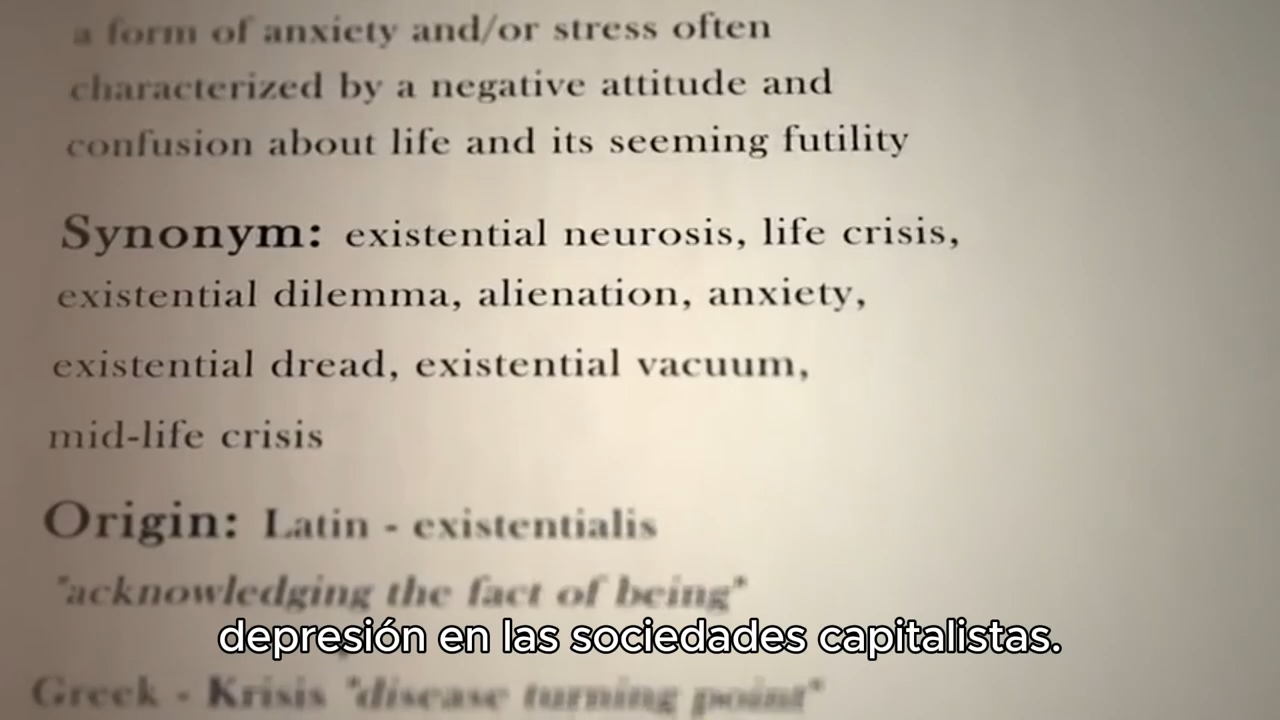 a form of anxiety and/or stress often
characterized by a negative attitude and
confusion about life and its seeming futility
Synonym: existential neurosis, life crisis,
existential dilemma, alienation, anxiety,
existential dread, existential vacuum,
mid-life crisis
Origin: Latin - existentialis
"acknowledging the fact of being"
depresión en las sociedades capitalistas.
Greek - Krisis "disease turning point"